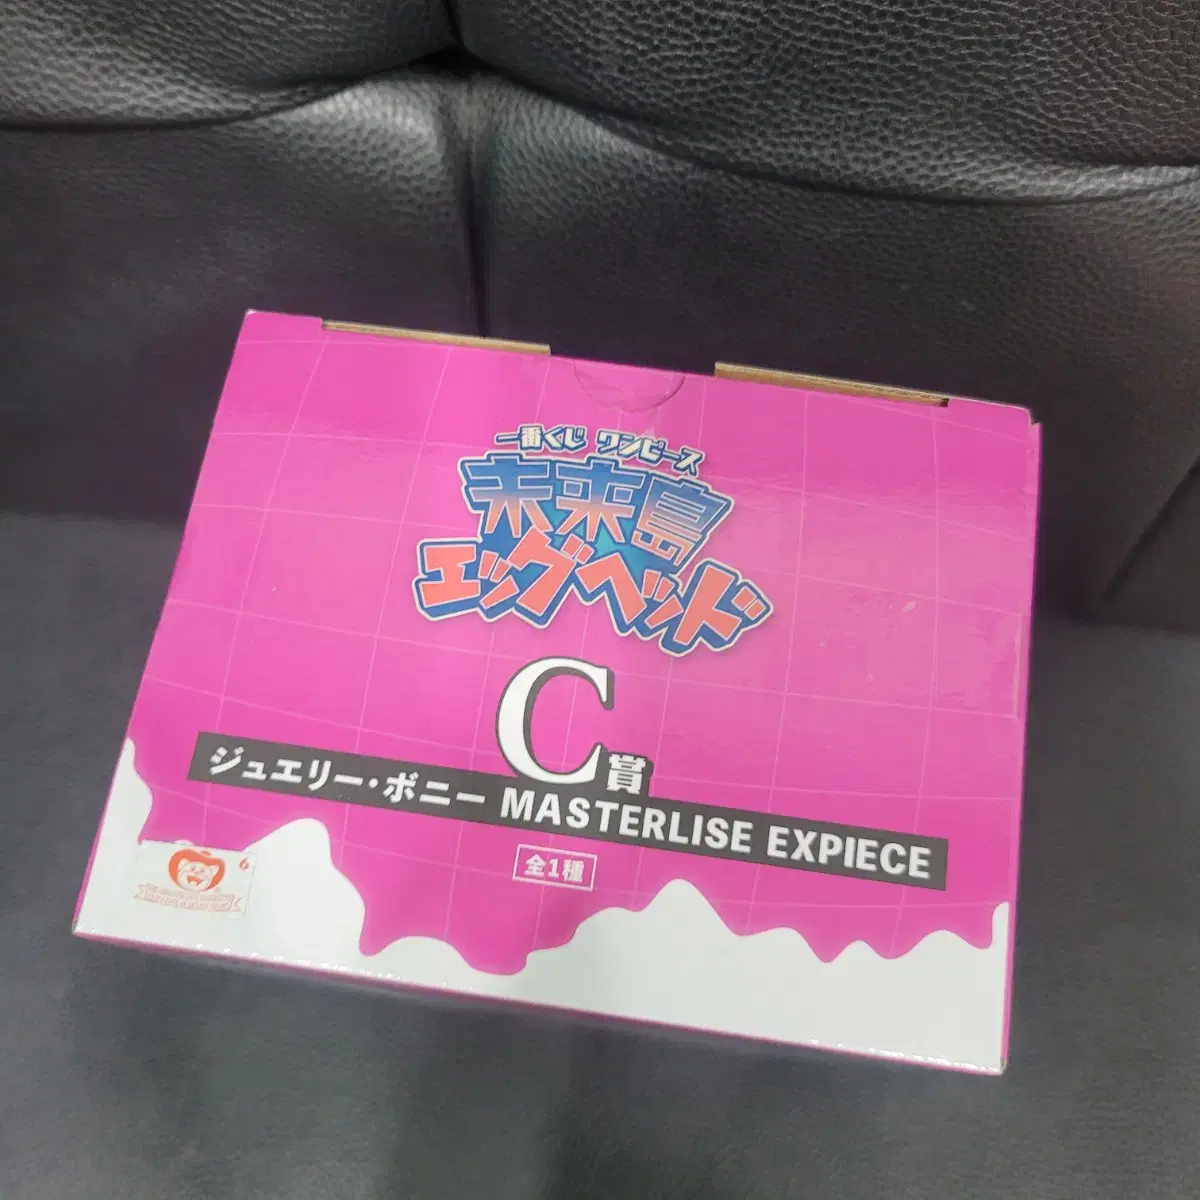 一番くじ ワンピース
未来島
エッグヘッド
C賞
ジュエリー・ボニー MASTERLISE EXPIECE
全1種
6